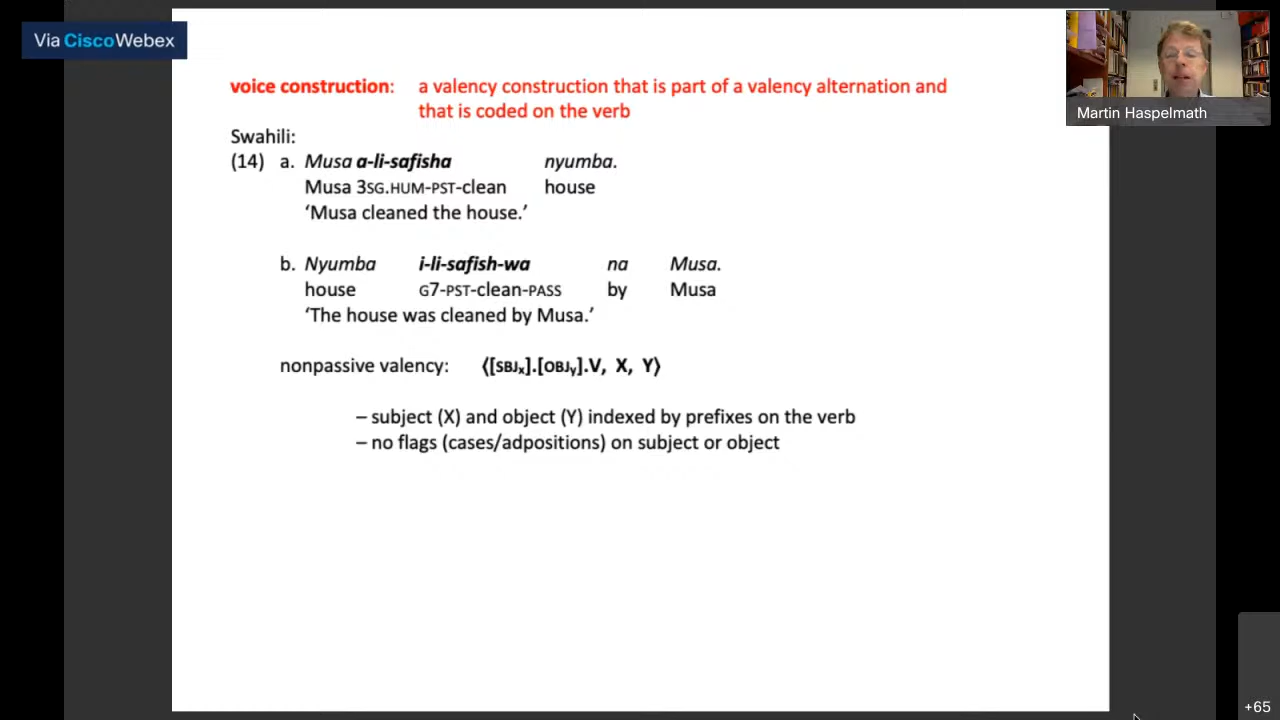 Via Cisco Webex
Martin Haspelmath
voice construction: a valency construction that is part of a valency alternation and
that is coded on the verb
Swahili:
(14) a. Musa a-li-safisha nyumba.
Musa 3SG.HUM-PST-clean house
‘Musa cleaned the house.’
b. Nyumba i-li-safish-wa na Musa.
house G7-PST-clean-PASS by Musa
‘The house was cleaned by Musa.’
nonpassive valency: ⟨[SBJₓ].[OBJᵧ].V, X, Y⟩
– subject (X) and object (Y) indexed by prefixes on the verb
– no flags (cases/adpositions) on subject or object
+65